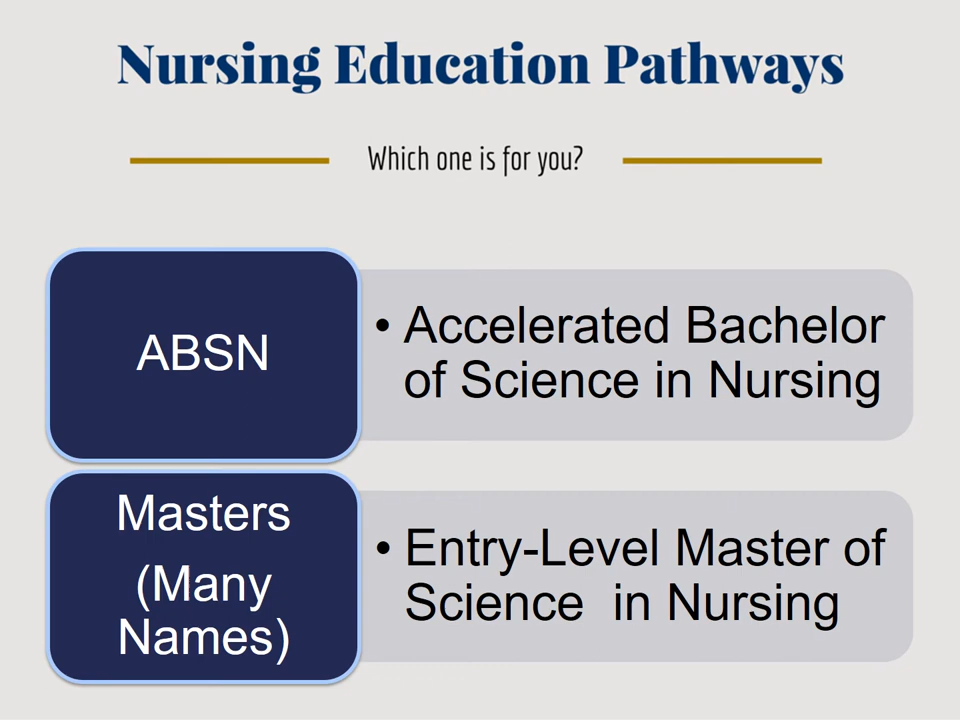 Nursing Education Pathways
Which one is for you?
ABSN
• Accelerated Bachelor
of Science in Nursing
Masters
(Many
Names)
• Entry-Level Master of
Science  in Nursing